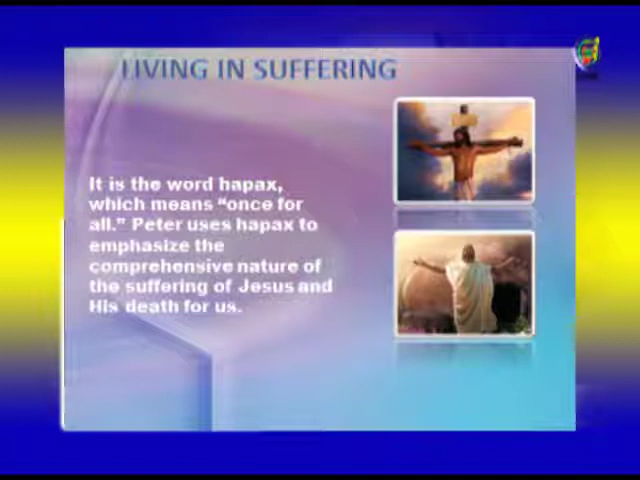 LIVING IN SUFFERING
It is the word hapax,
which means “once for
all.” Peter uses hapax to
emphasize the
comprehensive nature of
the suffering of Jesus and
His death for us.